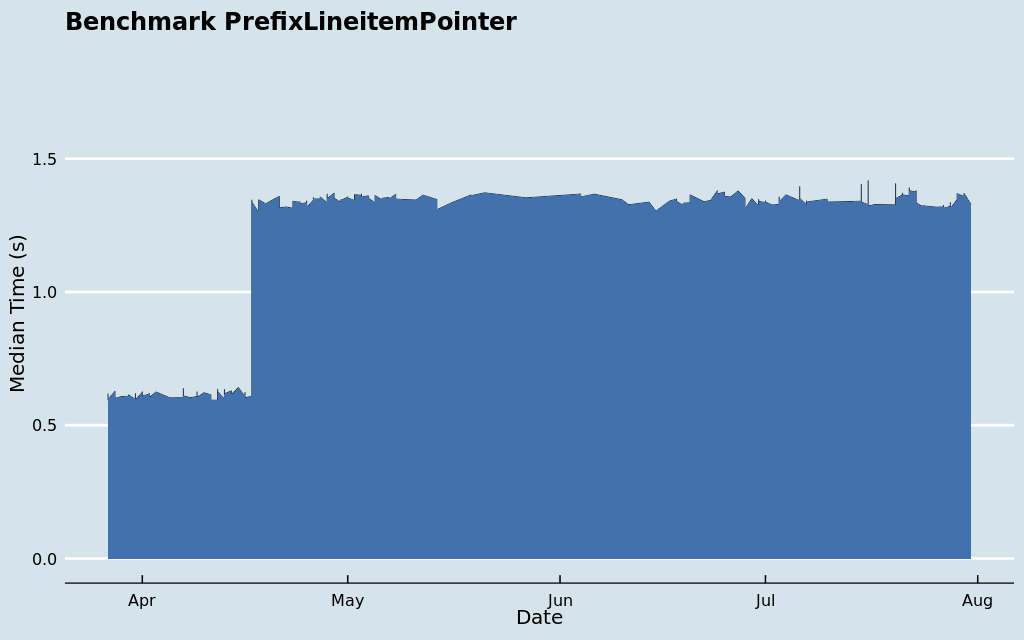 Benchmark PrefixLineitemPointer
Median Time (s)
1.5
1.0
0.5
0.0
Apr
May
Jun
Jul
Aug
Date